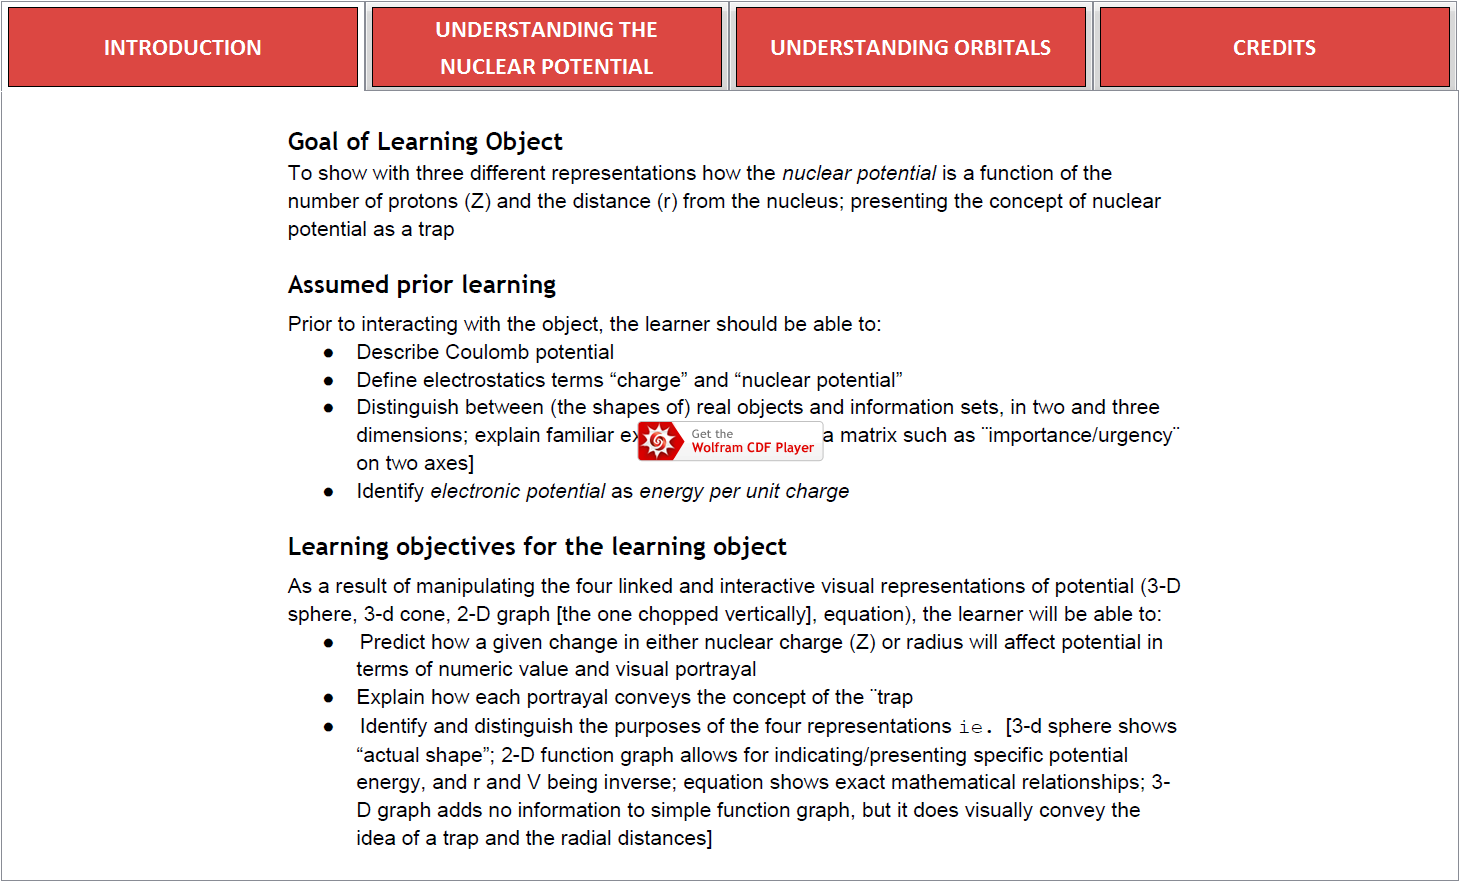 INTRODUCTION
UNDERSTANDING THE
NUCLEAR POTENTIAL
UNDERSTANDING ORBITALS
CREDITS
Goal of Learning Object
To show with three different representations how the nuclear potential is a function of the
number of protons (Z) and the distance (r) from the nucleus; presenting the concept of nuclear
potential as a trap
Assumed prior learning
Prior to interacting with the object, the learner should be able to:
● Describe Coulomb potential
● Define electrostatics terms “charge” and “nuclear potential”
● Distinguish between (the shapes of) real objects and information sets, in two and three
dimensions; explain familiar a matrix such as ¨importance/urgency¨
Get the
Wolfram CDF Player
on two axes]
● Identify electronic potential as energy per unit charge
Learning objectives for the learning object
As a result of manipulating the four linked and interactive visual representations of potential (3-D
sphere, 3-d cone, 2-D graph [the one chopped vertically], equation), the learner will be able to:
● Predict how a given change in either nuclear charge (Z) or radius will affect potential in
terms of numeric value and visual portrayal
● Explain how each portrayal conveys the concept of the ¨trap
● Identify and distinguish the purposes of the four representations ie. [3-d sphere shows
“actual shape”; 2-D function graph allows for indicating/presenting specific potential
energy, and r and V being inverse; equation shows exact mathematical relationships; 3-
D graph adds no information to simple function graph, but it does visually convey the
idea of a trap and the radial distances]